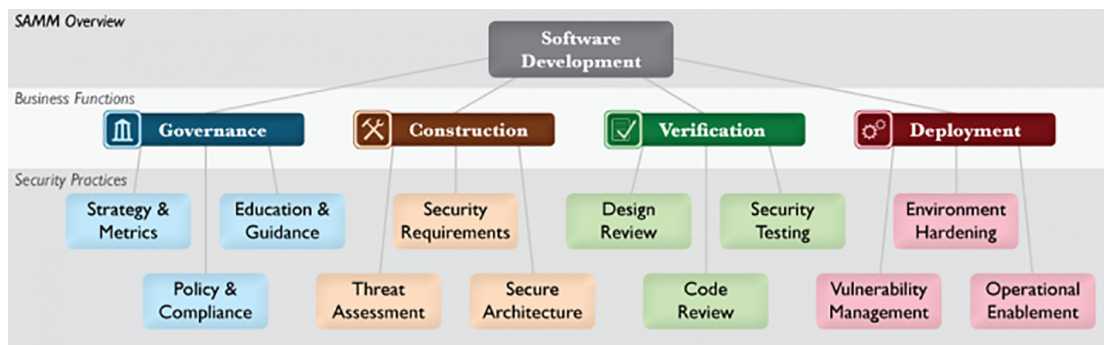 SAMM Overview
Software
Development
Business Functions
Governance
Construction
Verification
Deployment
Security Practices
Strategy &
Metrics
Education &
Guidance
Security
Requirements
Design
Review
Security
Testing
Environment
Hardening
Policy &
Compliance
Threat
Assessment
Secure
Architecture
Code
Review
Vulnerability
Management
Operational
Enablement